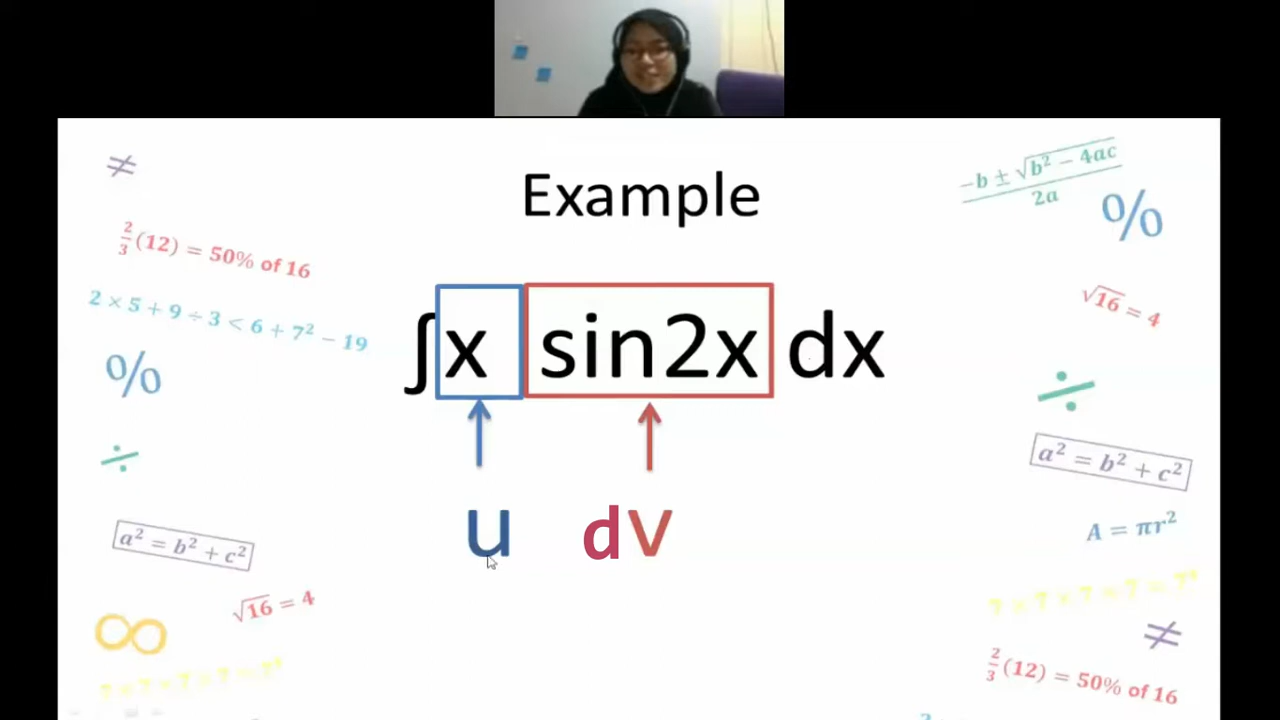 Example
∫x sin2x dx
u dv
≠
2/3(12) = 50% of 16
2 × 5 + 9 ÷ 3 < 6 + 7² − 19
%
÷
a² = b² + c²
√16 = 4
∞
−b ± √b² − 4ac
2a
%
√16 = 4
÷
a² = b² + c²
A = πr²
≠
2/3(12) = 50% of 16